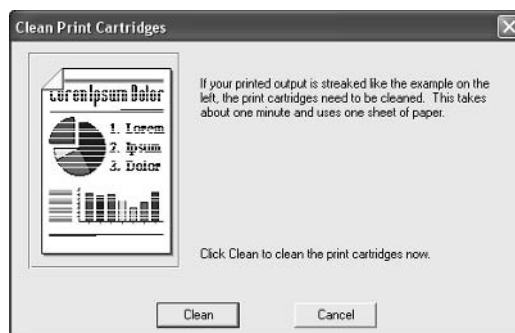 Clean Print Cartridges
Lorem Ipsum Dolor
1. Lorem
2. Ipsum
3. Dolor
If your printed output is streaked like the example on the
left, the print cartridges need to be cleaned. This takes
about one minute and uses one sheet of paper.
Click Clean to clean the print cartridges now.
Clean
Cancel